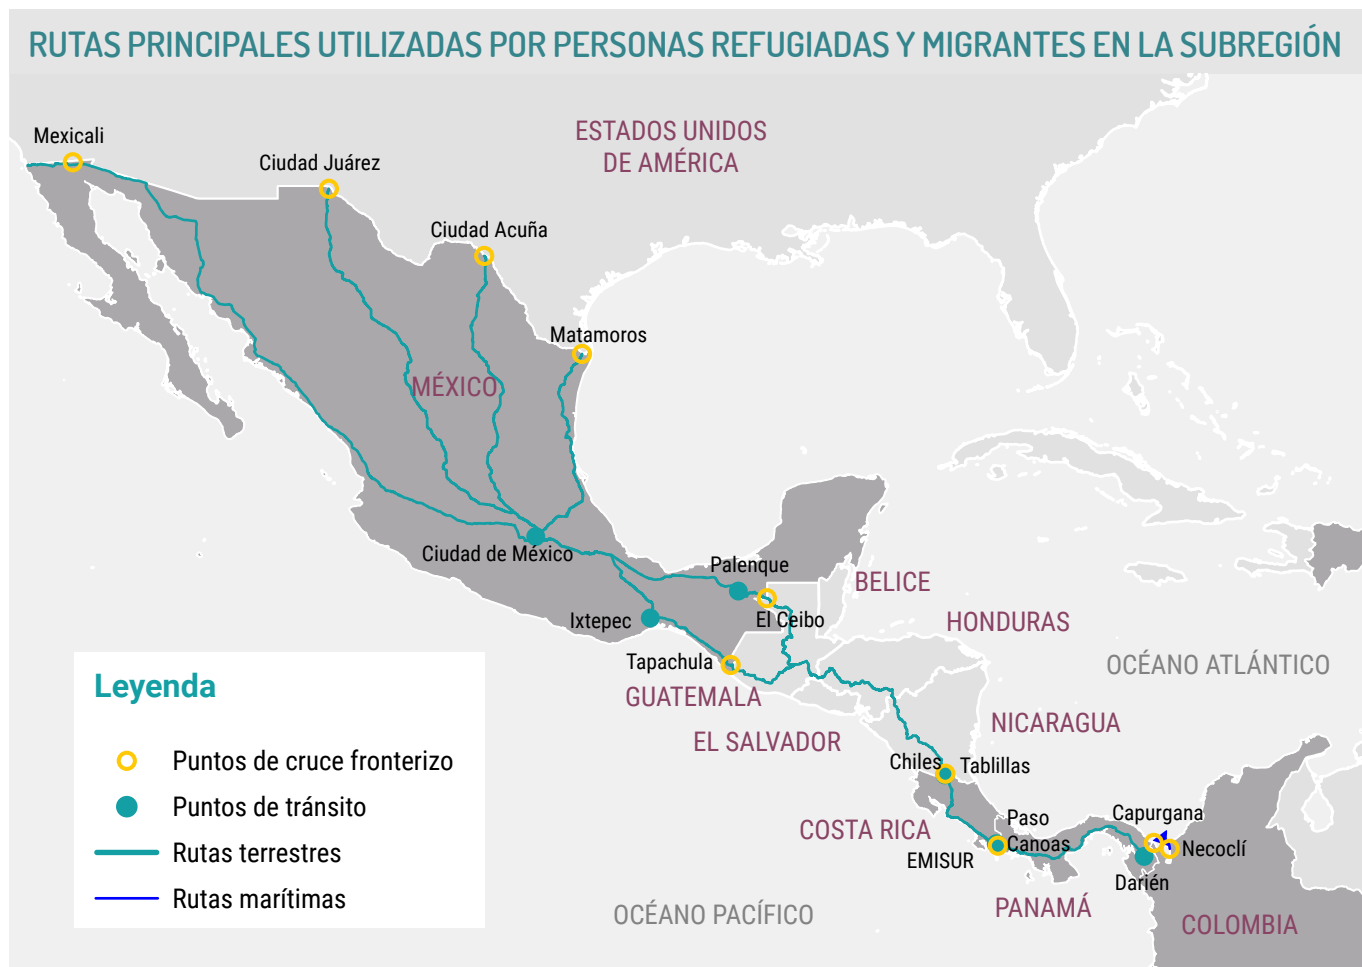 RUTAS PRINCIPALES UTILIZADAS POR PERSONAS REFUGIADAS Y MIGRANTES EN LA SUBREGIÓN
ESTADOS UNIDOS
DE AMÉRICA
Mexicali
Ciudad Juárez
Ciudad Acuña
Matamoros
MÉXICO
Ciudad de México
Palenque
BELICE
El Ceibo
Ixtepec
HONDURAS
Tapachula
OCÉANO ATLÁNTICO
GUATEMALA
NICARAGUA
EL SALVADOR
Chiles
Tablillas
Capurgana
Paso
Canoas
COSTA RICA
Necoclí
EMISUR
Darién
PANAMÁ
OCÉANO PACÍFICO
COLOMBIA
Leyenda
Puntos de cruce fronterizo
Puntos de tránsito
Rutas terrestres
Rutas marítimas